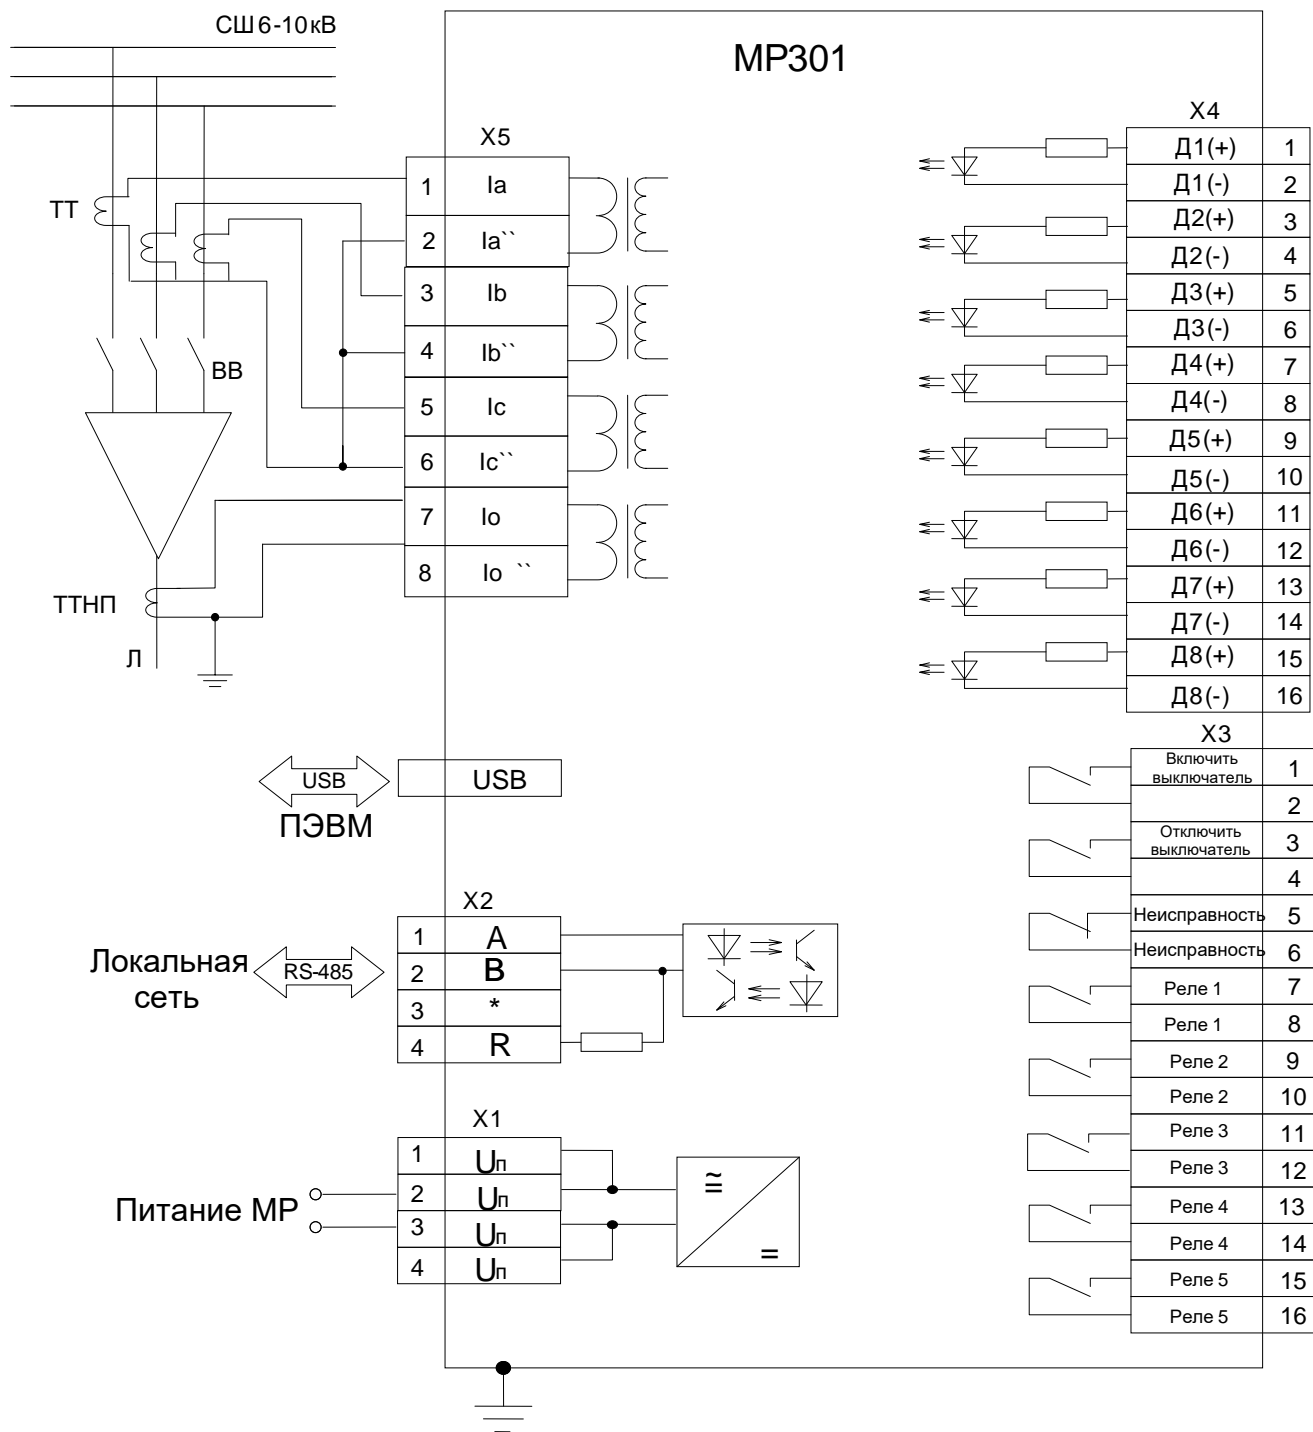 СШ 6-10кВ
МР301
ТТ
ВВ
ТТНП
Л
X5
1 Ia
2 Ia``
3 Ib
4 Ib``
5 Ic
6 Ic``
7 Io
8 Io ``
X4
Д1(+) 1
Д1(-) 2
Д2(+) 3
Д2(-) 4
Д3(+) 5
Д3(-) 6
Д4(+) 7
Д4(-) 8
Д5(+) 9
Д5(-) 10
Д6(+) 11
Д6(-) 12
Д7(+) 13
Д7(-) 14
Д8(+) 15
Д8(-) 16
X3
Включить
выключатель 1
2
Отключить
выключатель 3
4
Неисправность 5
Неисправность 6
Реле 1 7
Реле 1 8
Реле 2 9
Реле 2 10
Реле 3 11
Реле 3 12
Реле 4 13
Реле 4 14
Реле 5 15
Реле 5 16
USB
USB
ПЭВМ
X2
Локальная
сеть
RS-485
1 A
2 B
3 *
4 R
X1
Питание МР
1 Uп
2 Uп
3 Uп
4 Uп
≃
=